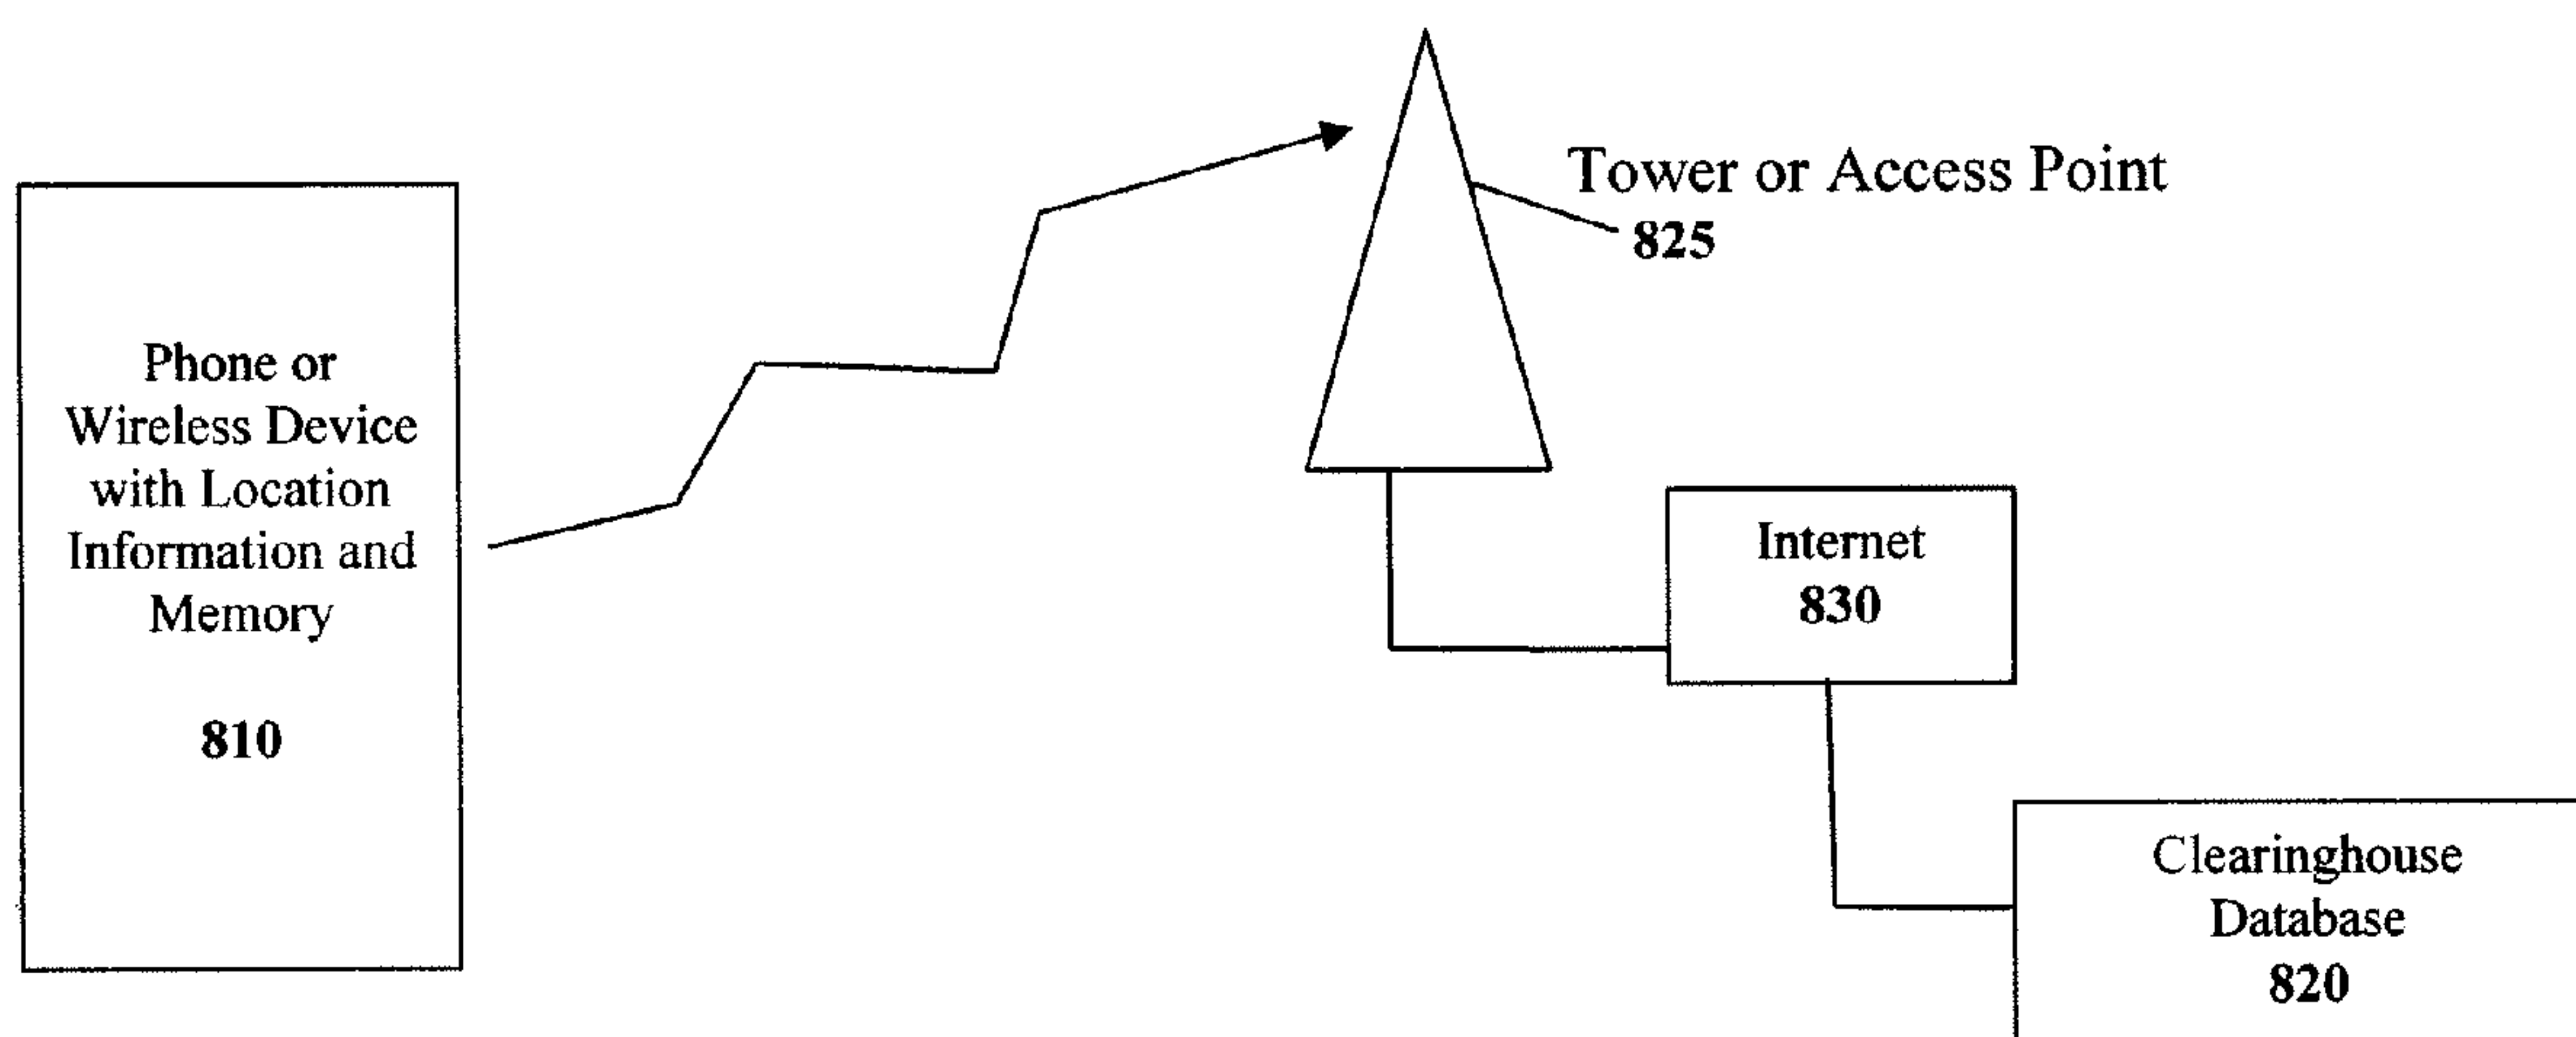 Phone or
Wireless Device
with Location
Information and
Memory
810
Tower or Access Point
825
Internet
830
Clearinghouse
Database
820